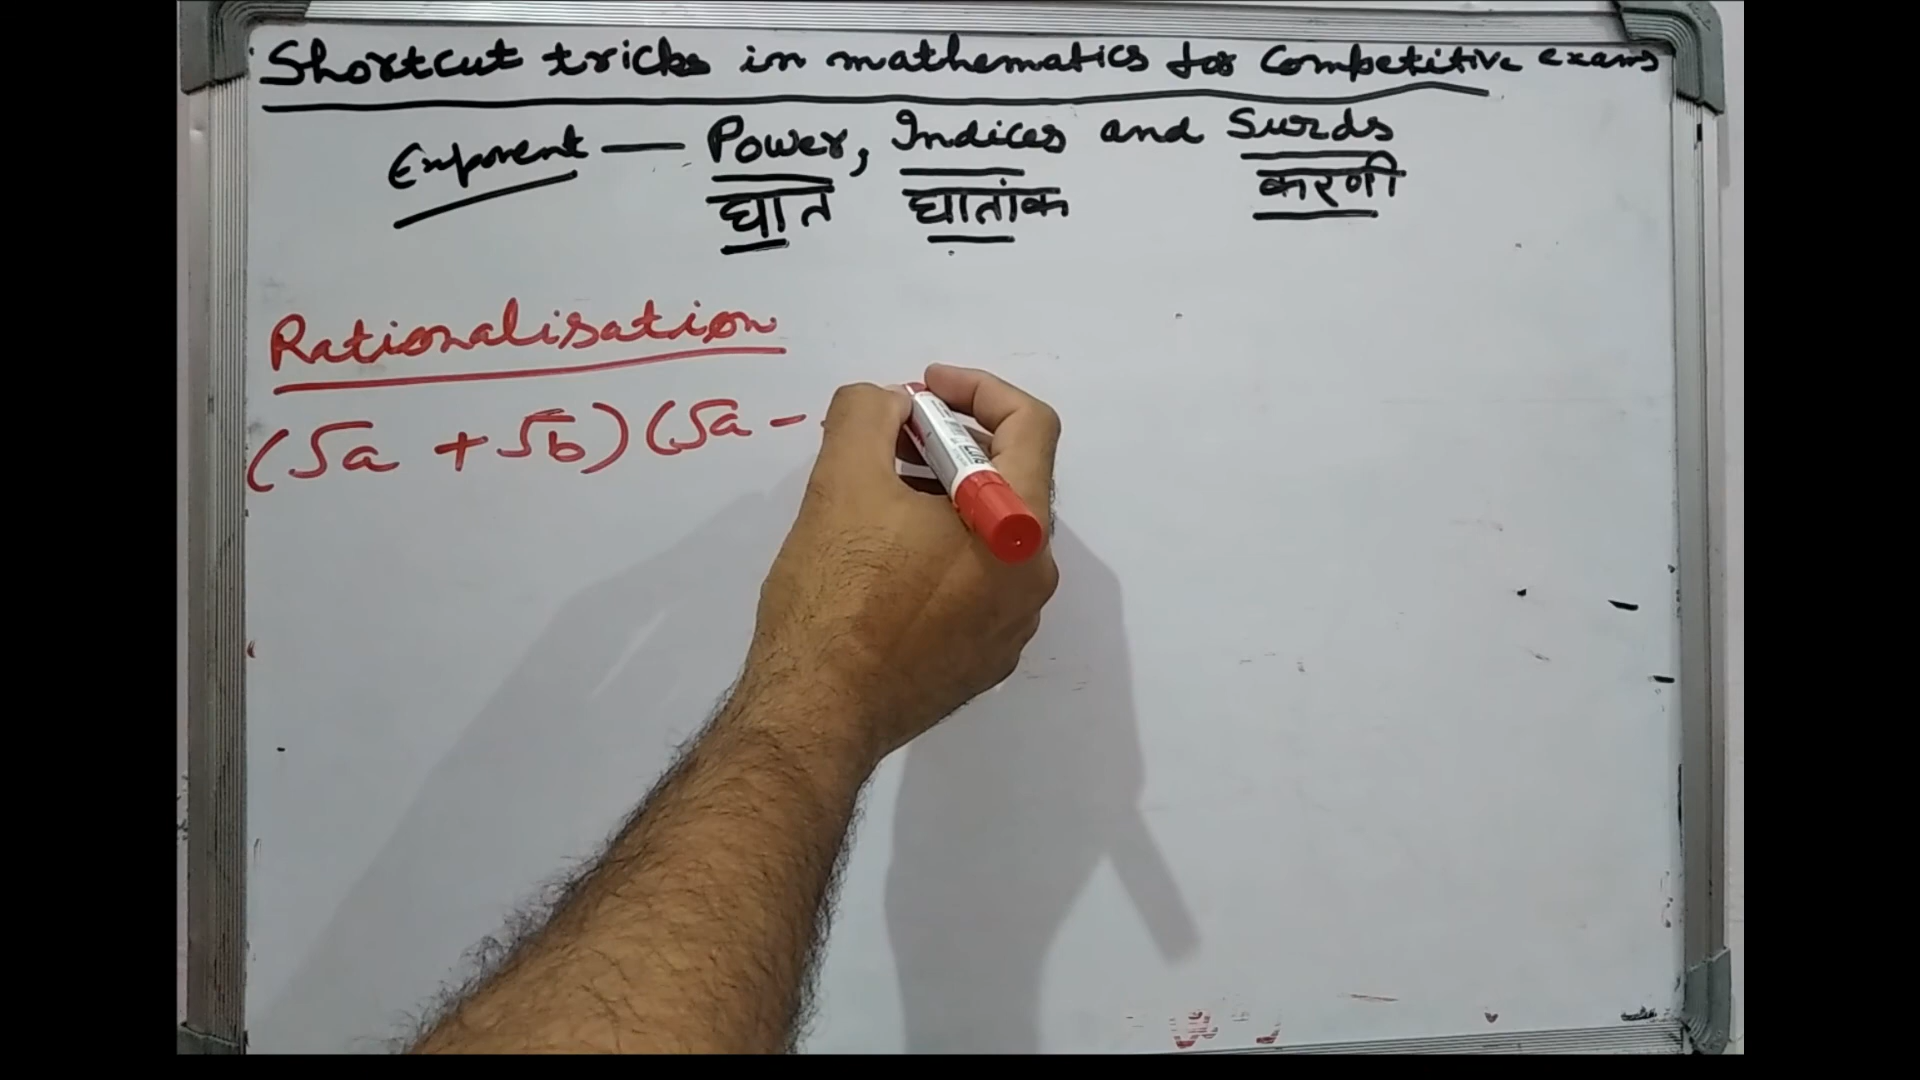 Shortcut tricks in mathematics for Competitive exams
Exponent — Power, Indices and Surds
घात घातांक करणी
Rationalisation
(√a + √b)(√a -